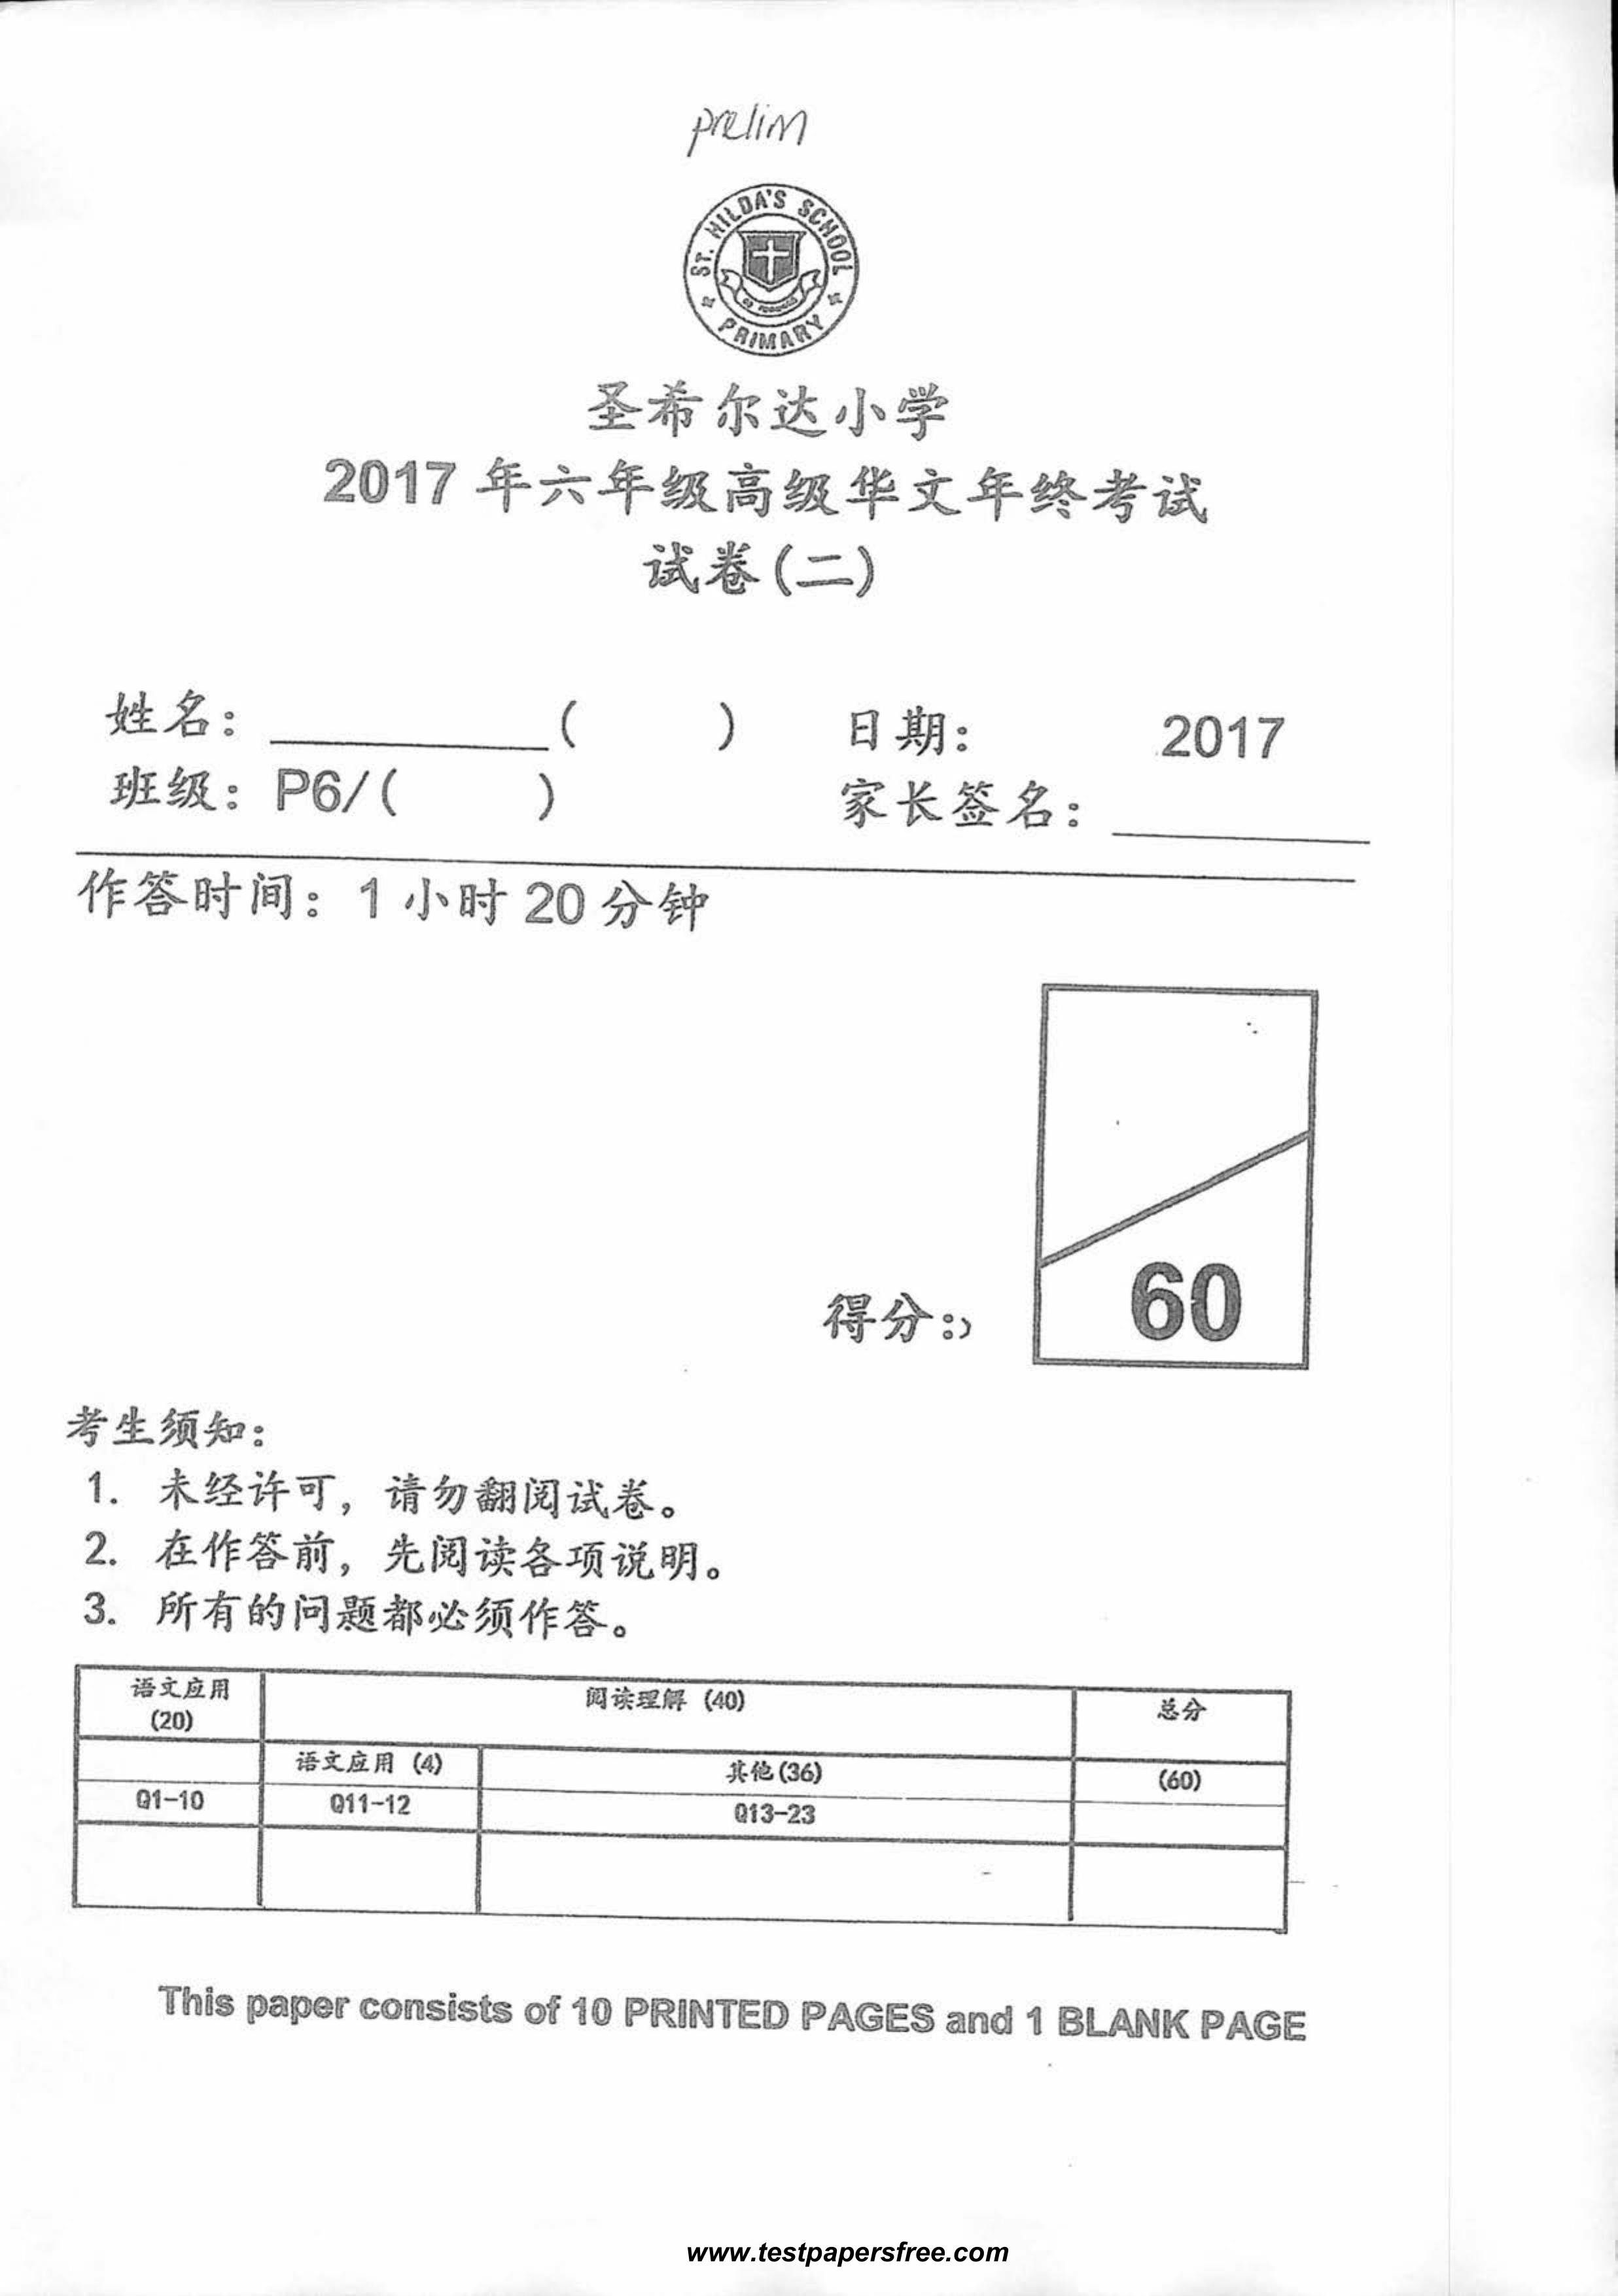 prelim
ST. HILDA'S SCHOOL
PRIMARY
圣希尔达小学
2017 年六年级高级华文年终考试
试卷(二)
姓名: ____________( ) 日期: 2017
班级: P6/( ) 家长签名: ____________
作答时间: 1 小时 20 分钟
60
得分:
考生须知:
1. 未经许可，请勿翻阅试卷。
2. 在作答前，先阅读各项说明。
3. 所有的问题都必须作答。
语文应用 阅读理解 (40) 总分
(20)
语文应用 (4) 其他(36) (60)
Q1-10 Q11-12 Q13-23
This paper consists of 10 PRINTED PAGES and 1 BLANK PAGE
www.testpapersfree.com